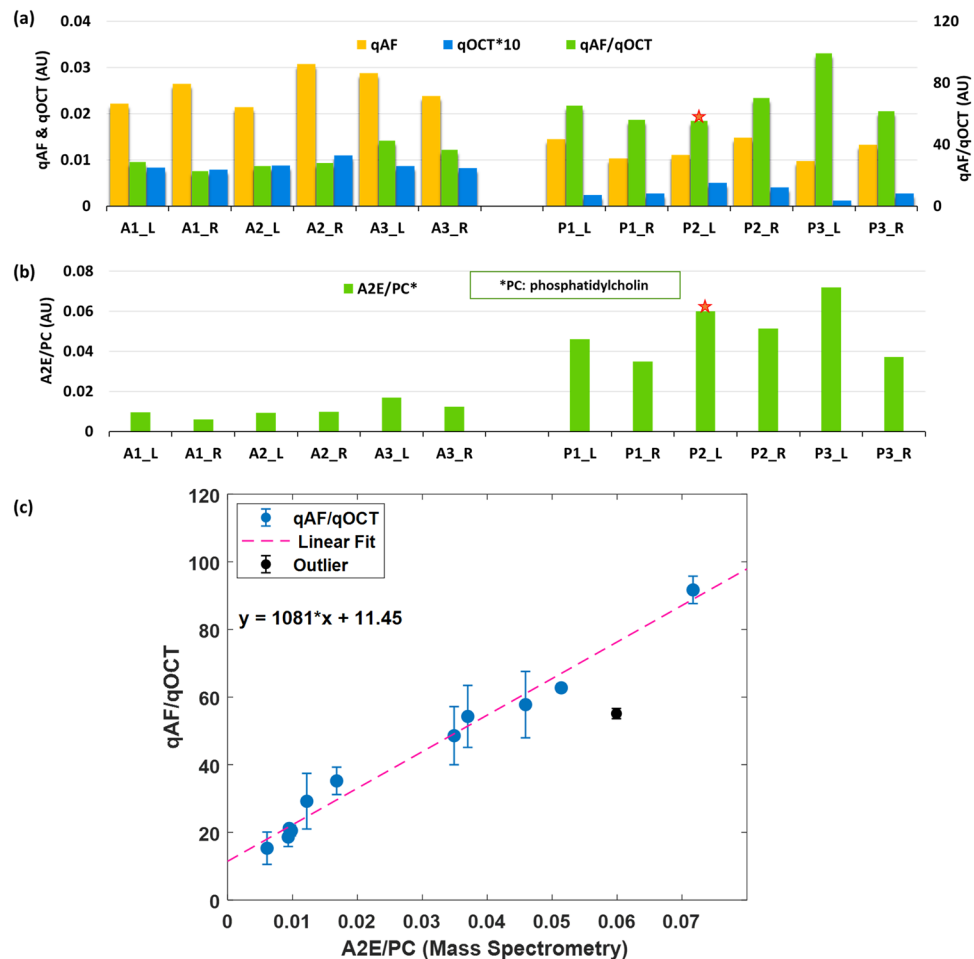 (a)
0.04
0.03
0.02
0.01
0
qAF & qOCT (AU)
qAF qOCT*10 qAF/qOCT
120
80
40
0
qAF/qOCT (AU)
A1_L A1_R A2_L A2_R A3_L A3_R P1_L P1_R P2_L P2_R P3_L P3_R
(b)
0.08
0.06
0.04
0.02
0
A2E/PC (AU)
A2E/PC* *PC: phosphatidylcholin
A1_L A1_R A2_L A2_R A3_L A3_R P1_L P1_R P2_L P2_R P3_L P3_R
(c)
120
100
80
60
40
20
0
qAF/qOCT
qAF/qOCT
Linear Fit
Outlier
y = 1081*x + 11.45
0 0.01 0.02 0.03 0.04 0.05 0.06 0.07
A2E/PC (Mass Spectrometry)